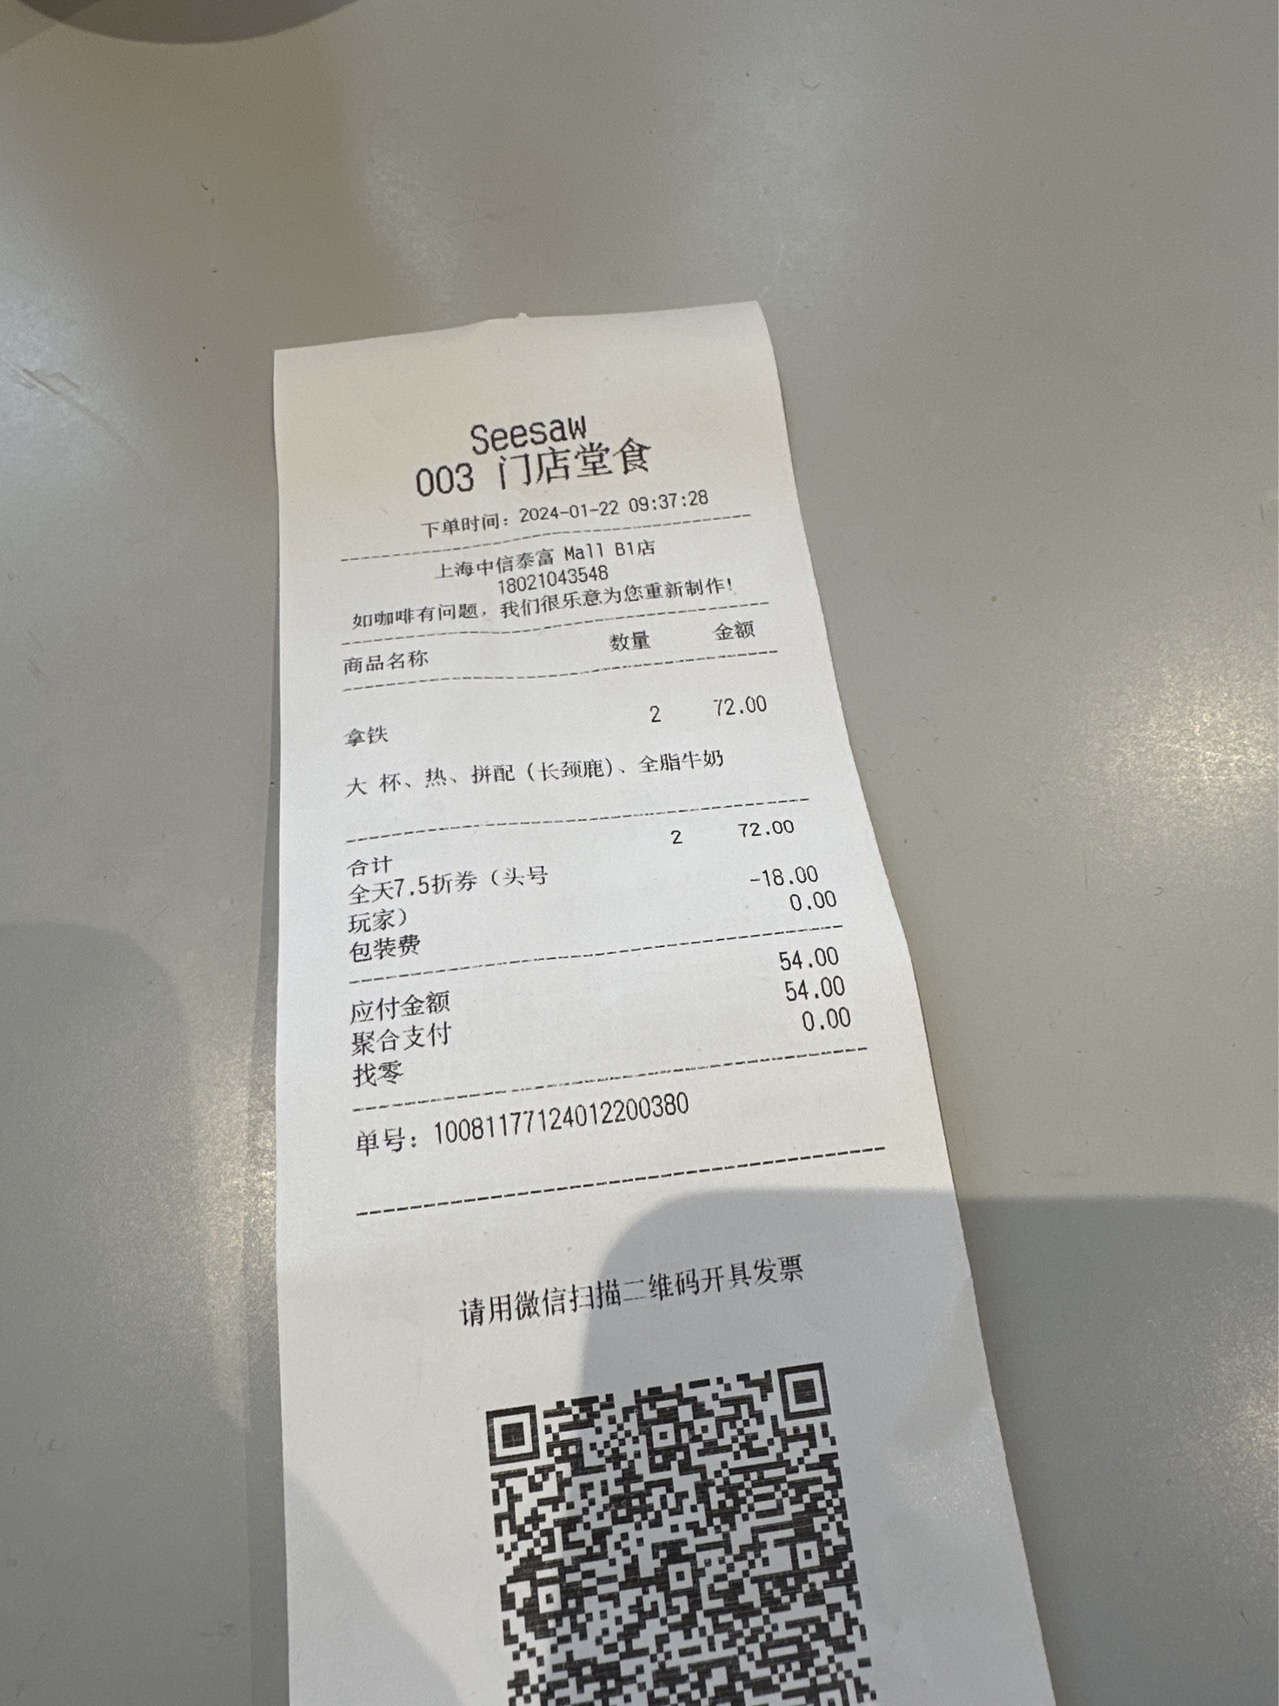 Seesaw
003 门店堂食
下单时间：2024-01-22 09:37:28
上海中信泰富 Mall B1店
18021043548
如咖啡有问题，我们很乐意为您重新制作！
商品名称 数量 金额
拿铁 2 72.00
大 杯、热、拼配（长颈鹿）、全脂牛奶
合计 2 72.00
全天7.5折券（头号 -18.00
玩家）
包装费 0.00
应付金额 54.00
聚合支付 54.00
找零 0.00
单号：10081177124012200380
请用微信扫描二维码开具发票